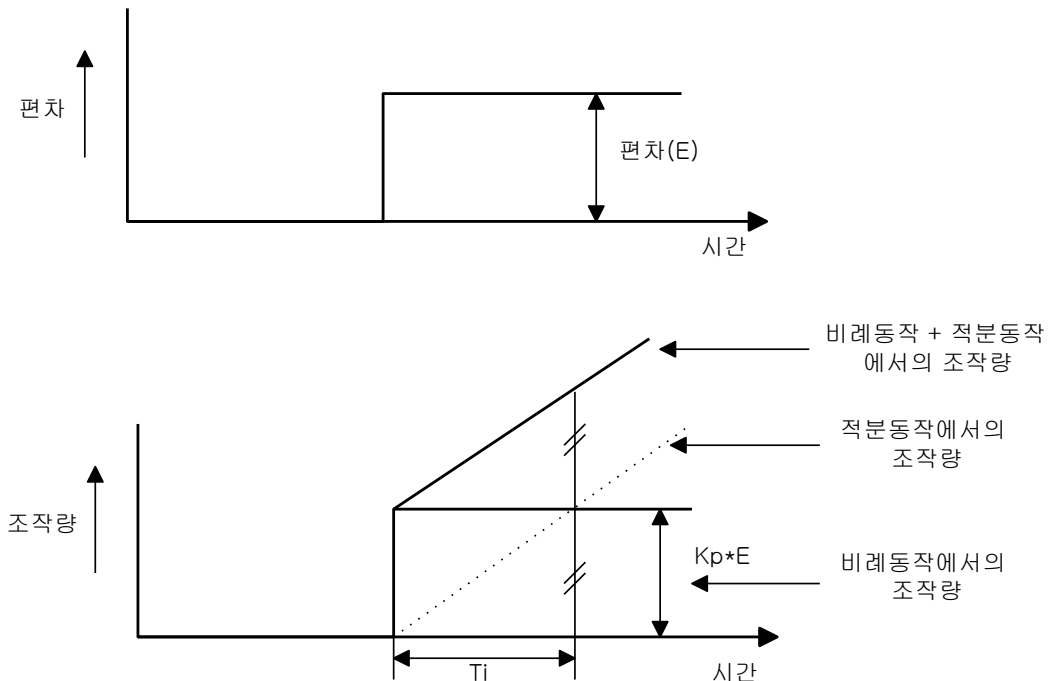 편차
편차(E)
시간
비례동작 + 적분동작
에서의 조작량
적분동작에서의
조작량
조작량
Kp*E
비례동작에서의
조작량
Ti
시간